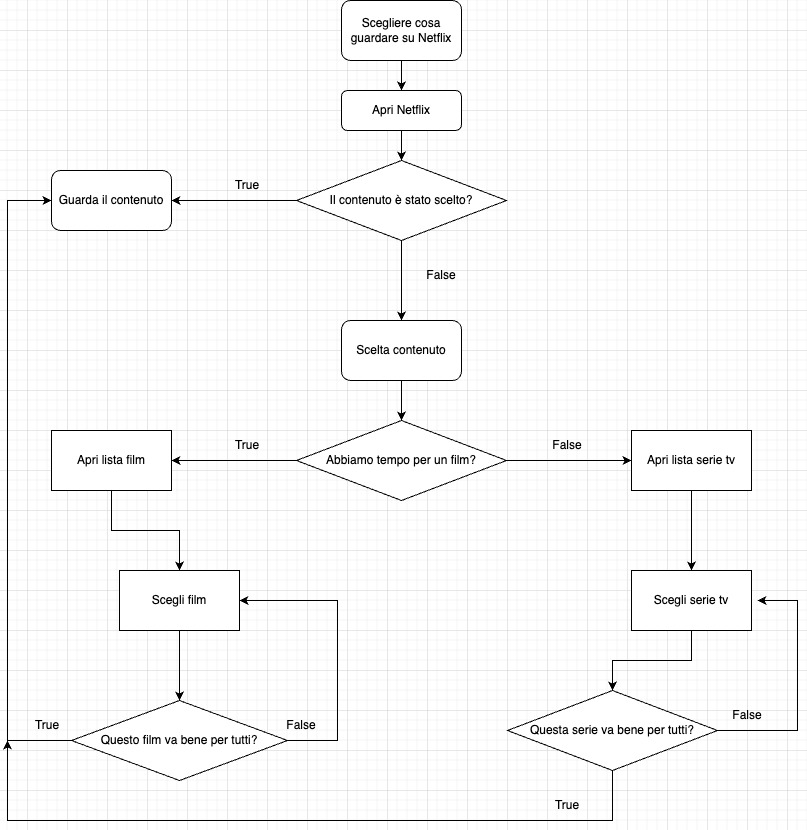 Scegliere cosa
guardare su Netflix
Apri Netflix
Guarda il contenuto
True
Il contenuto è stato scelto?
False
Scelta contenuto
Apri lista film
True
Abbiamo tempo per un film?
False
Apri lista serie tv
Scegli film
Scegli serie tv
True
Questo film va bene per tutti?
False
Questa serie va bene per tutti?
False
True